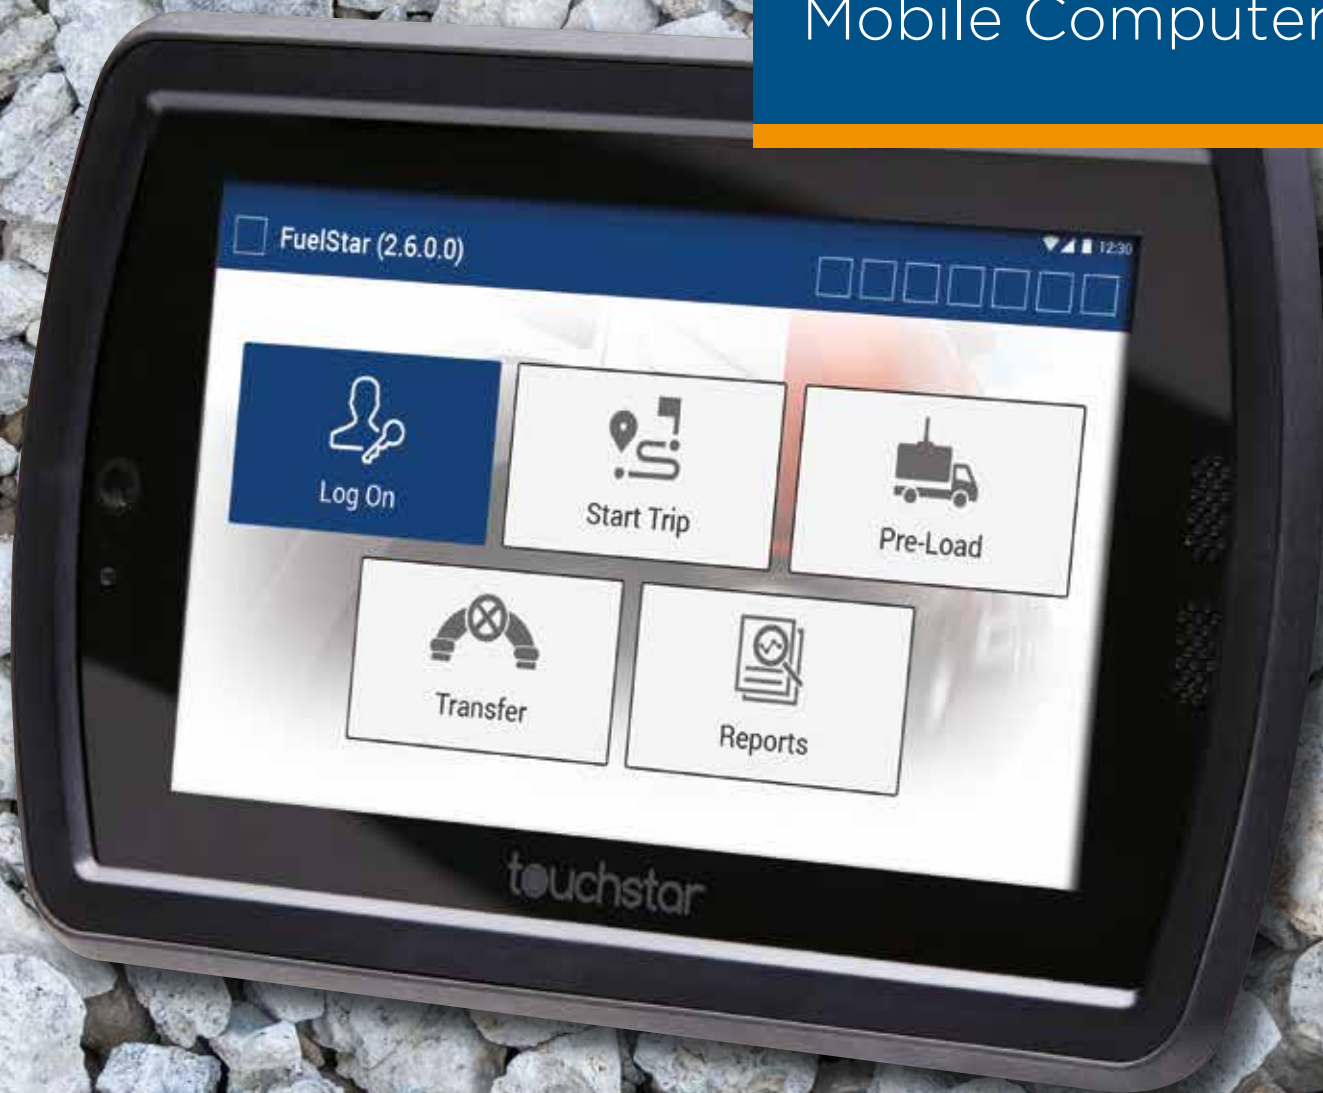 Mobile Computer
FuelStar (2.6.0.0)
12:30
Log On
Start Trip
Pre-Load
Transfer
Reports
touchstar